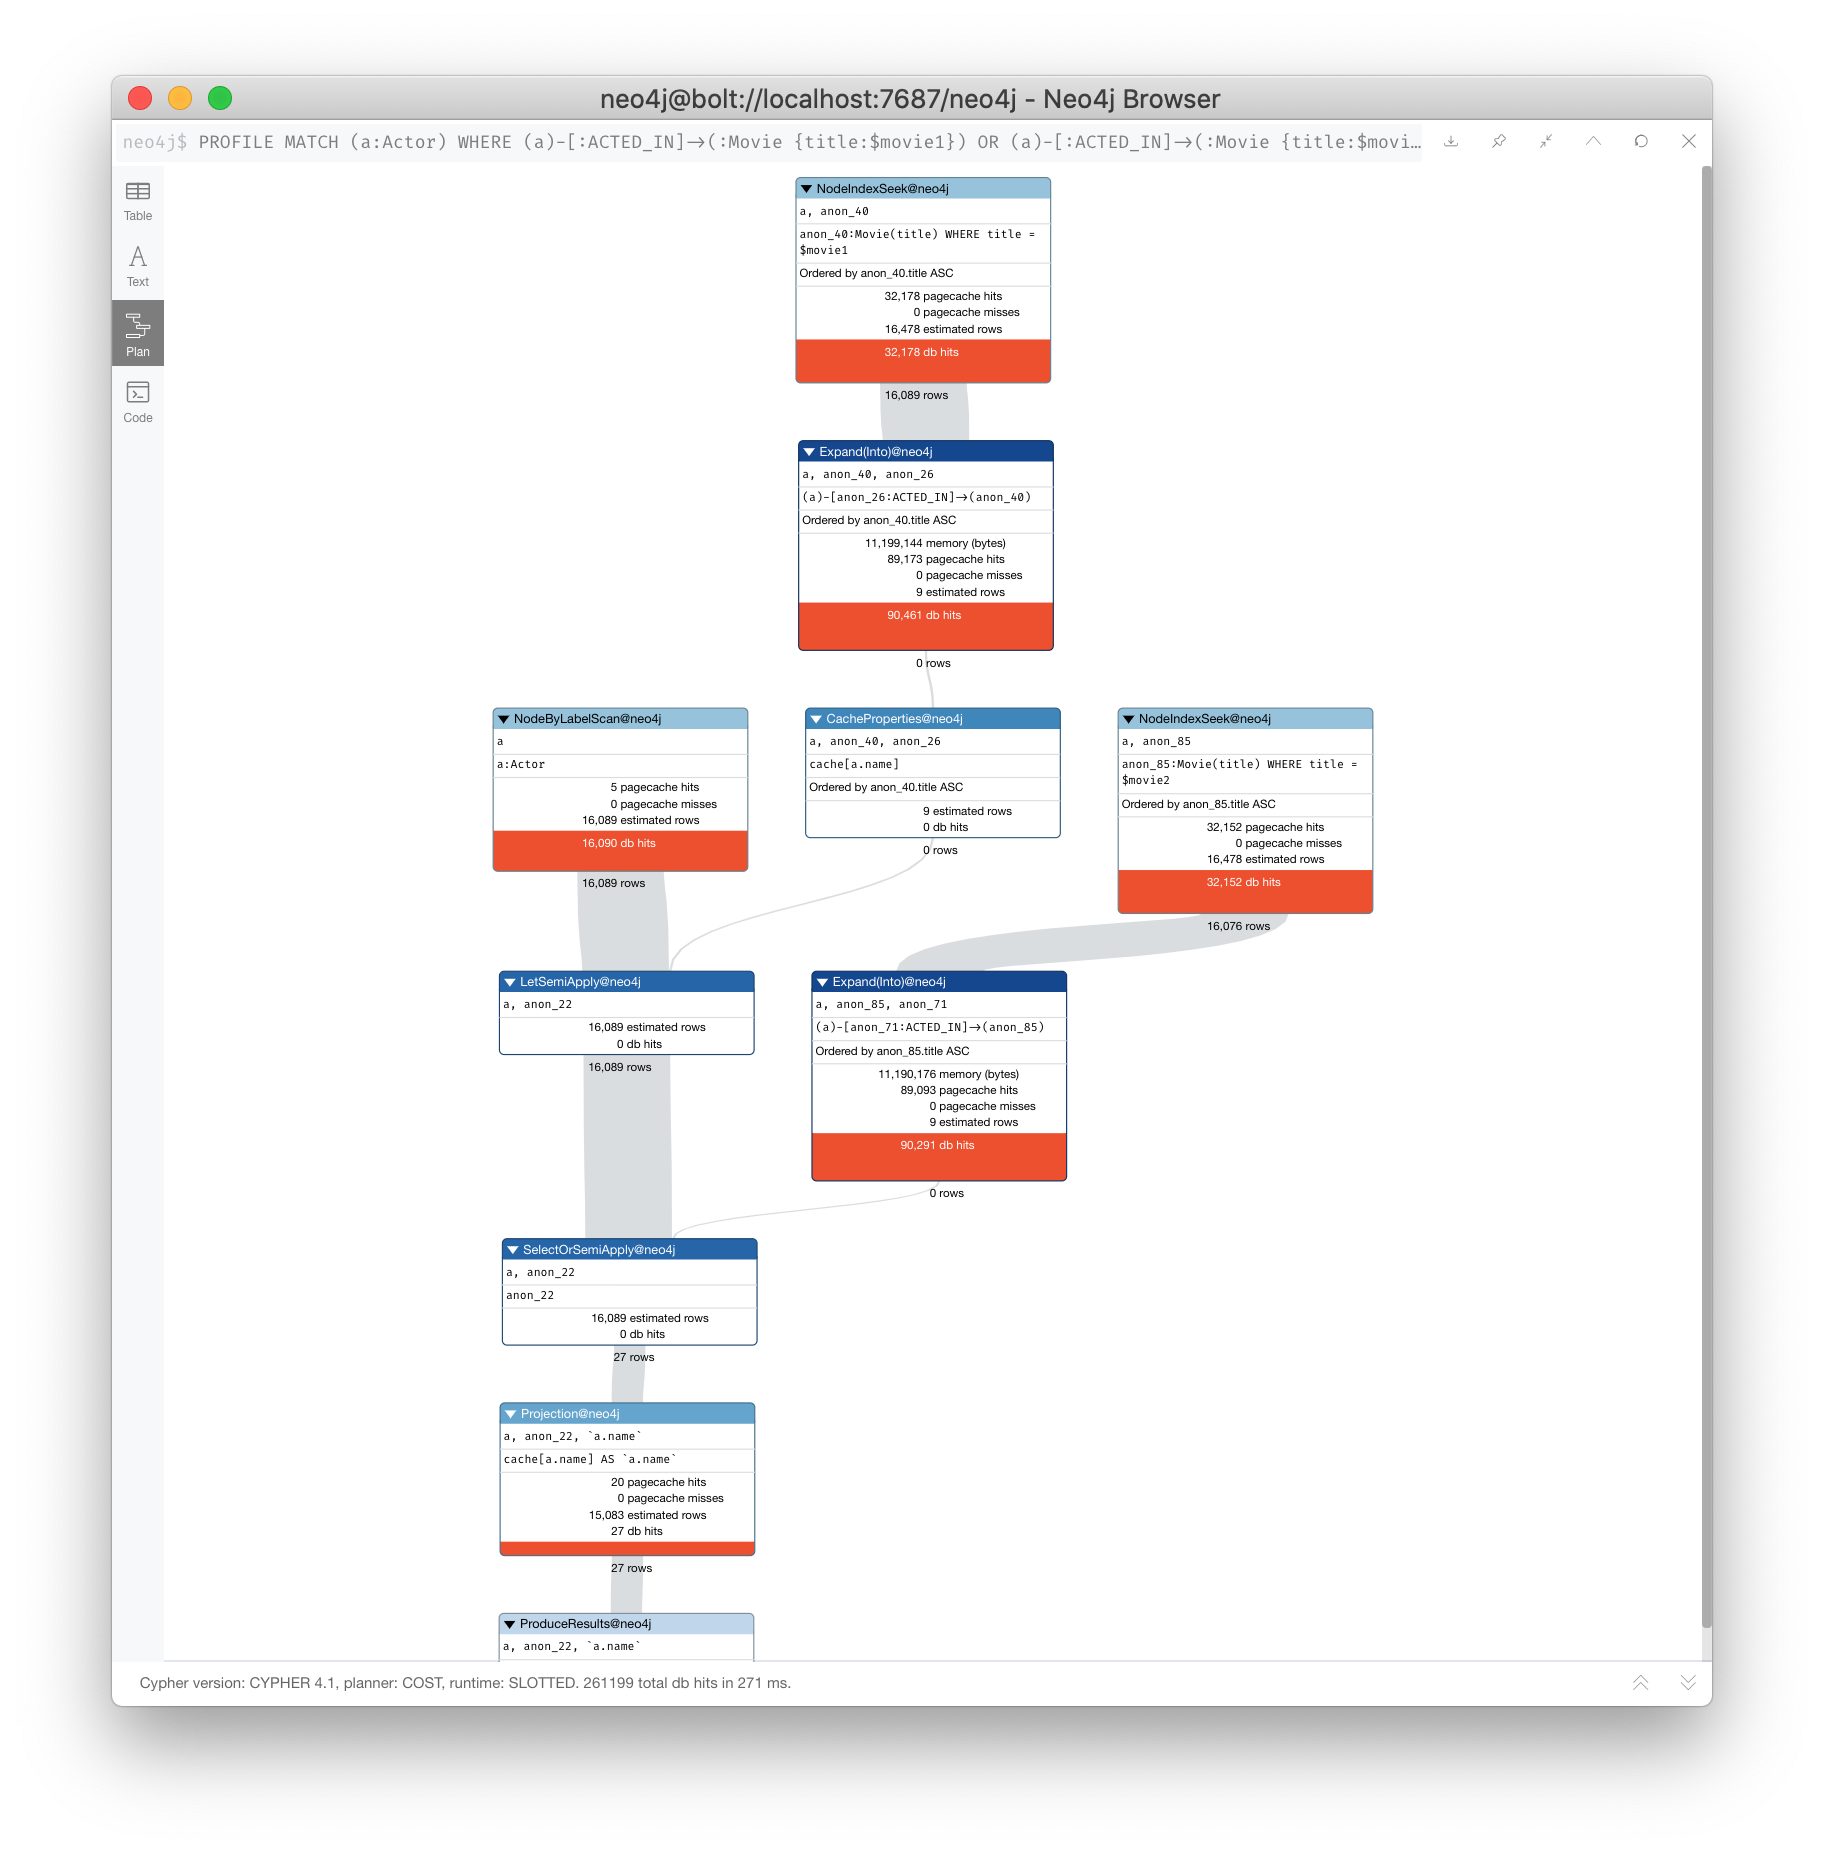 neo4j@bolt://localhost:7687/neo4j - Neo4j Browser
neo4j$ PROFILE MATCH (a:Actor) WHERE (a)-[:ACTED_IN]→(:Movie {title:$movie1}) OR (a)-[:ACTED_IN]→(:Movie {title:$movi…
Table
Text
Plan
Code
NodeIndexSeek@neo4j
a, anon_40
anon_40:Movie(title) WHERE title =
$movie1
Ordered by anon_40.title ASC
32,178 pagecache hits
0 pagecache misses
16,478 estimated rows
32,178 db hits
16,089 rows
Expand(Into)@neo4j
a, anon_40, anon_26
(a)-[anon_26:ACTED_IN]→(anon_40)
Ordered by anon_40.title ASC
11,199,144 memory (bytes)
89,173 pagecache hits
0 pagecache misses
9 estimated rows
90,461 db hits
0 rows
NodeByLabelScan@neo4j
a
a:Actor
5 pagecache hits
0 pagecache misses
16,089 estimated rows
16,090 db hits
16,089 rows
CacheProperties@neo4j
a, anon_40, anon_26
cache[a.name]
Ordered by anon_40.title ASC
9 estimated rows
0 db hits
0 rows
NodeIndexSeek@neo4j
a, anon_85
anon_85:Movie(title) WHERE title =
$movie2
Ordered by anon_85.title ASC
32,152 pagecache hits
0 pagecache misses
16,478 estimated rows
32,152 db hits
16,076 rows
LetSemiApply@neo4j
a, anon_22
16,089 estimated rows
0 db hits
16,089 rows
Expand(Into)@neo4j
a, anon_85, anon_71
(a)-[anon_71:ACTED_IN]→(anon_85)
Ordered by anon_85.title ASC
11,190,176 memory (bytes)
89,093 pagecache hits
0 pagecache misses
9 estimated rows
90,291 db hits
0 rows
SelectOrSemiApply@neo4j
a, anon_22
anon_22
16,089 estimated rows
0 db hits
27 rows
Projection@neo4j
a, anon_22, `a.name`
cache[a.name] AS `a.name`
20 pagecache hits
0 pagecache misses
15,083 estimated rows
27 db hits
27 rows
ProduceResults@neo4j
a, anon_22, `a.name`
Cypher version: CYPHER 4.1, planner: COST, runtime: SLOTTED. 261199 total db hits in 271 ms.